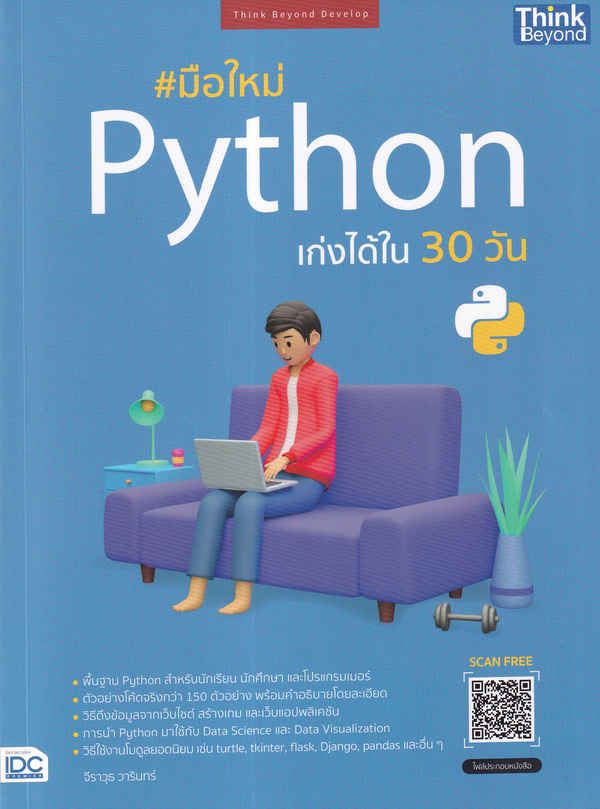 Think Beyond Develop
Think
Beyond
#มือใหม่
Python
เก่งได้ใน 30 วัน
SCAN FREE
• พื้นฐาน Python สำหรับนักเรียน นักศึกษา และโปรแกรมเมอร์
• ตัวอย่างโค้ดจริงกว่า 150 ตัวอย่าง พร้อมคำอธิบายโดยละเอียด
• วิธีดึงข้อมูลจากเว็บไซต์ สร้างเกม และเว็บแอปพลิเคชัน
• การนำ Python มาใช้กับ Data Science และ Data Visualization
• วิธีใช้งานโมดูลยอดนิยม เช่น turtle, tkinter, flask, Django, pandas และอื่น ๆ
ไฟล์ประกอบหนังสือ
จีราวุธ วารินทร์
IDC
PREMIER